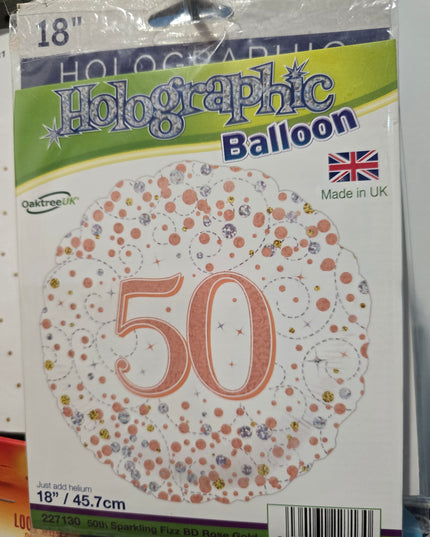 18"
HOLOGRAPHIC
Holographic
Balloon
OaktreeUK
Made in UK
50
Just add helium
18" / 45.7cm
227130 50th Sparkling Fizz BD Rose Gold